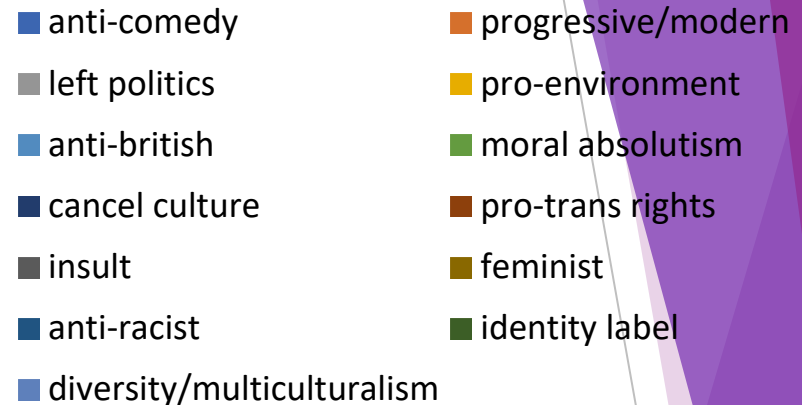 anti-comedy
progressive/modern
left politics
pro-environment
anti-british
moral absolutism
cancel culture
pro-trans rights
insult
feminist
anti-racist
identity label
diversity/multiculturalism